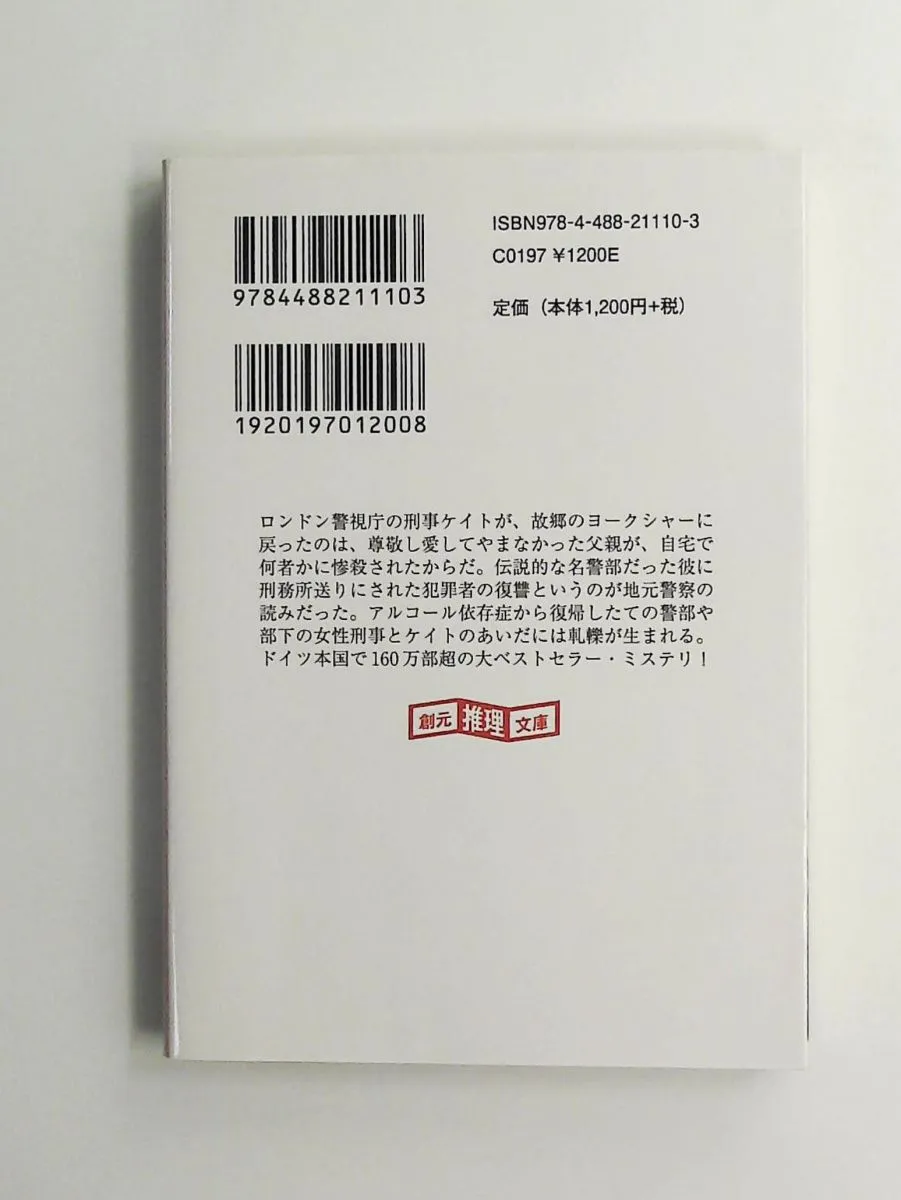 9784488211103
ISBN978-4-488-21110-3
C0197 ¥1200E
定価（本体1,200円+税）
1920197012008
ロンドン警視庁の刑事ケイトが、故郷のヨークシャーに
戻ったのは、尊敬し愛してやまなかった父親が、自宅で
何者かに惨殺されたからだ。伝説的な名警部だった彼に
刑務所送りにされた犯罪者の復讐というのが地元警察の
読みだった。アルコール依存症から復帰したての警部や
部下の女性刑事とケイトのあいだには軋轢が生まれる。
ドイツ本国で160万部超の大ベストセラー・ミステリ！
創元推理文庫